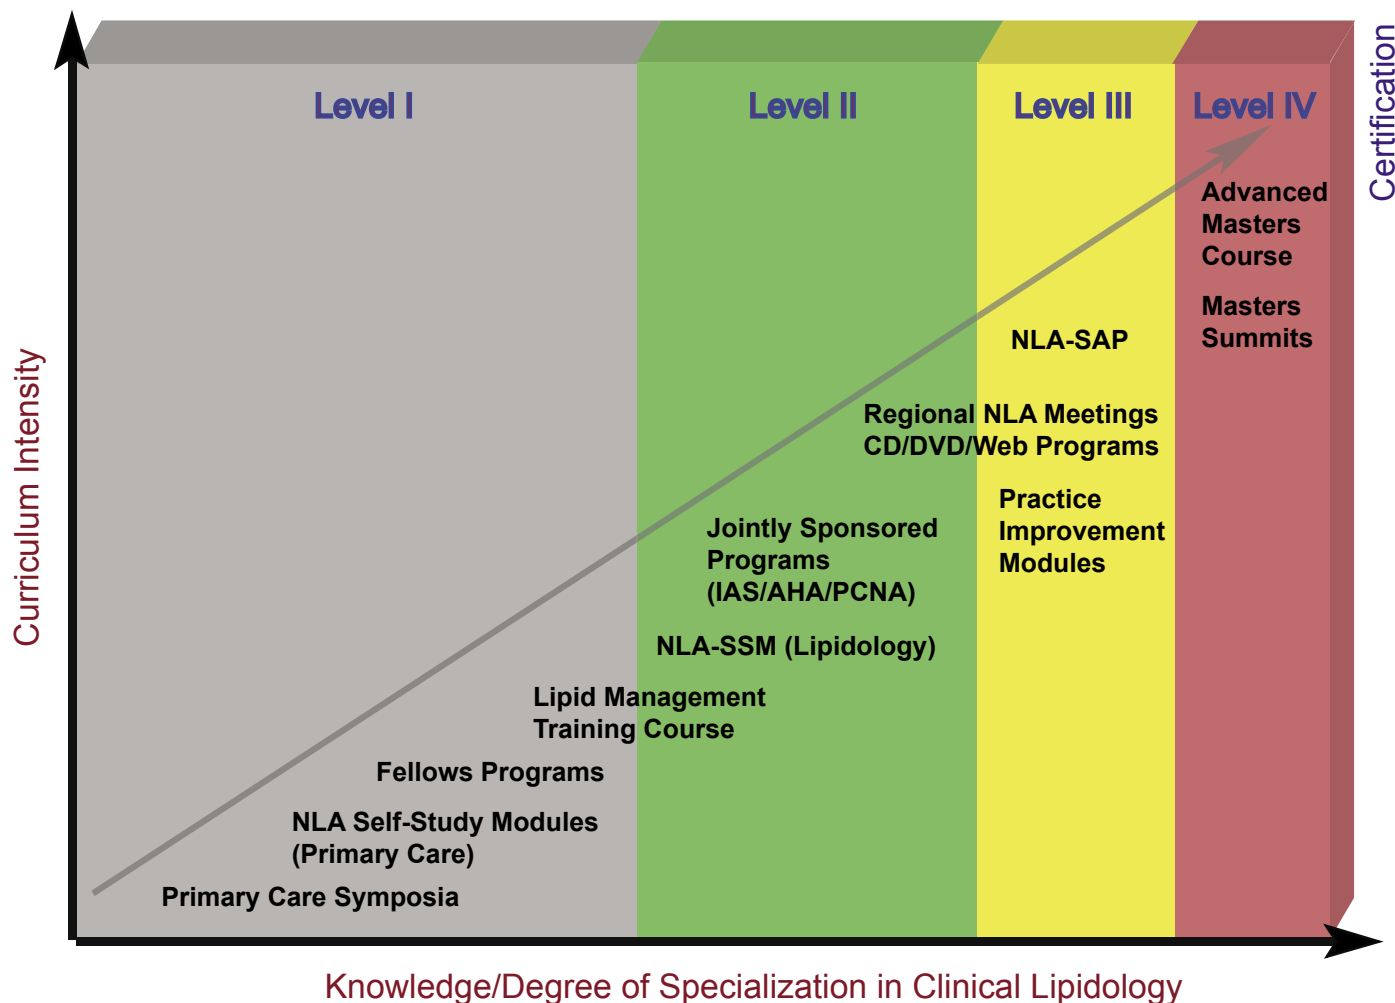 Level I
Level II
Level III
Level IV
Certification
Advanced
Masters
Course
Masters
Summits
NLA-SAP
Regional NLA Meetings
CD/DVD/Web Programs
Practice
Improvement
Modules
Jointly Sponsored
Programs
(IAS/AHA/PCNA)
NLA-SSM (Lipidology)
Lipid Management
Training Course
Fellows Programs
NLA Self-Study Modules
(Primary Care)
Primary Care Symposia
Curriculum Intensity
Knowledge/Degree of Specialization in Clinical Lipidology